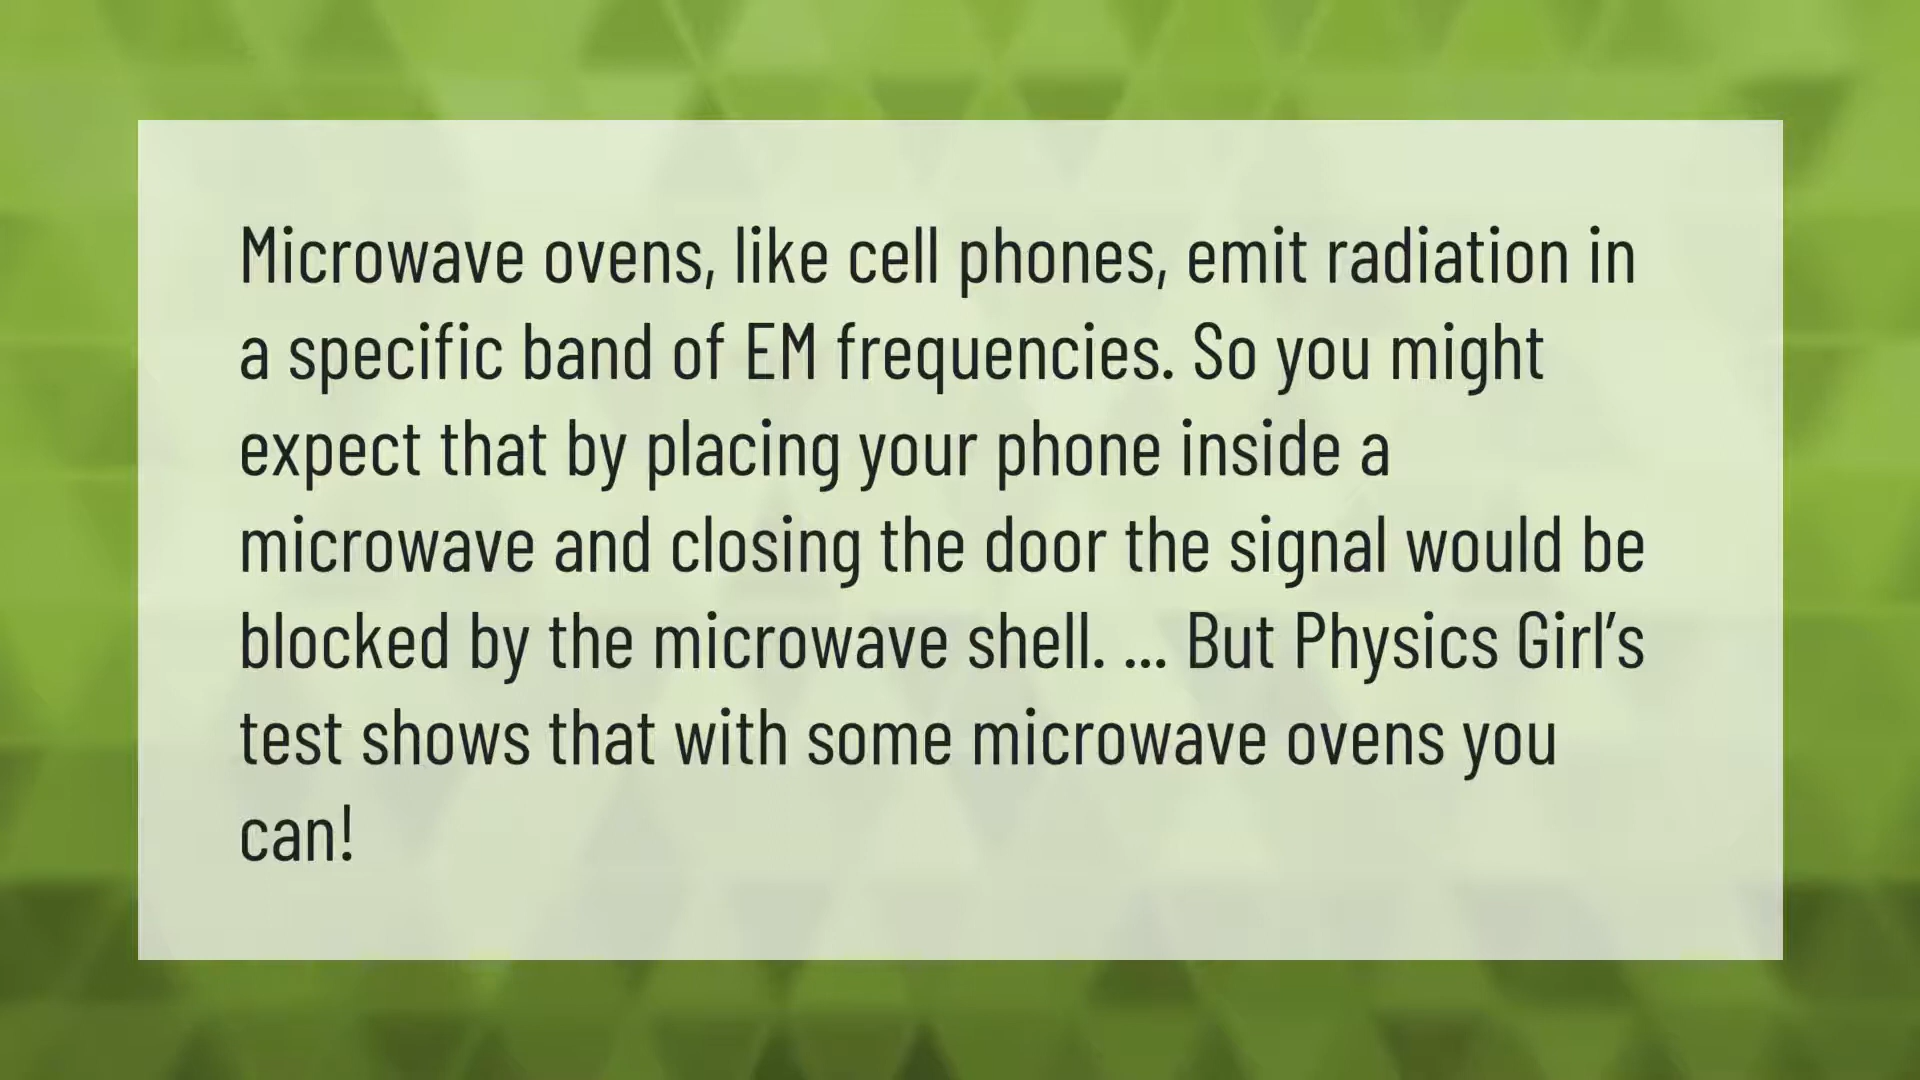 Microwave ovens, like cell phones, emit radiation in
a specific band of EM frequencies. So you might
expect that by placing your phone inside a
microwave and closing the door the signal would be
blocked by the microwave shell. ... But Physics Girl’s
test shows that with some microwave ovens you
can!